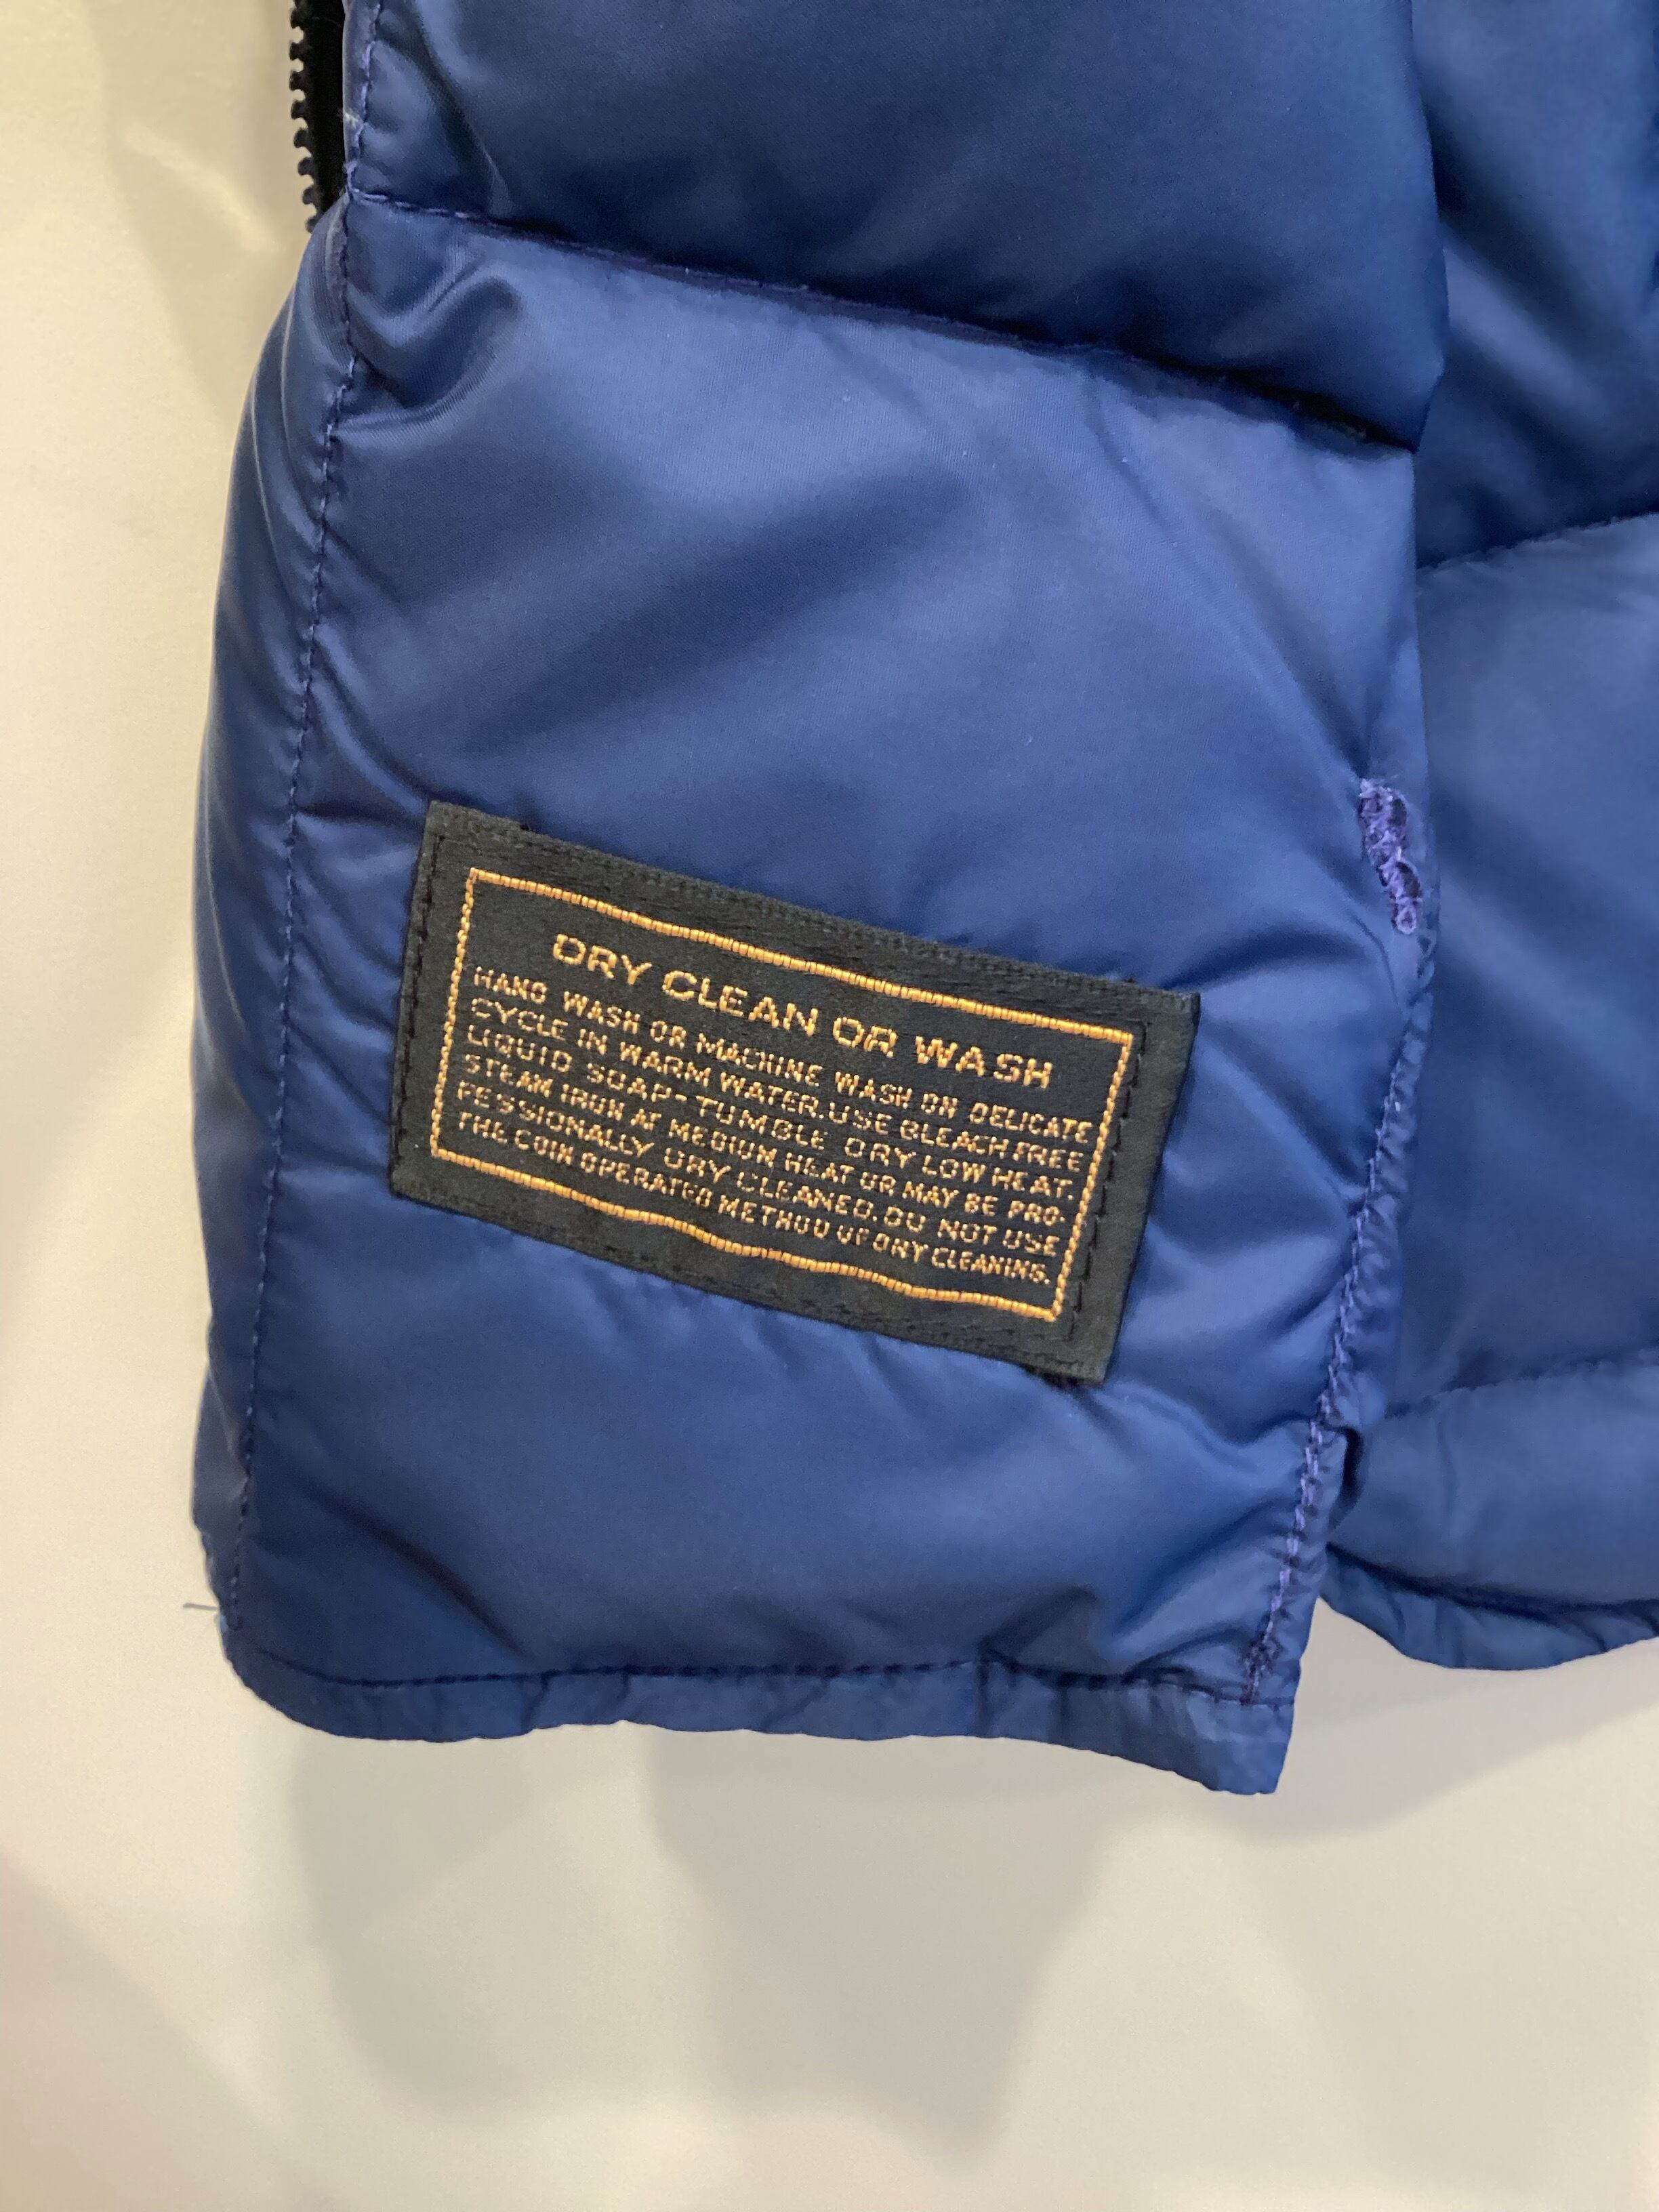 DRY CLEAN OR WASH
HAND WASH OR MACHINE WASH ON DELICATE
CYCLE IN WARM WATER. USE BLEACH FREE
LIQUID SOAP- TUMBLE DRY LOW HEAT.
STEAM IRON AT MEDIUM HEAT OR MAY BE PRO-
FESSIONALLY DRY CLEANED. DO NOT USE
THE COIN OPERATED METHOD OF DRY CLEANING.